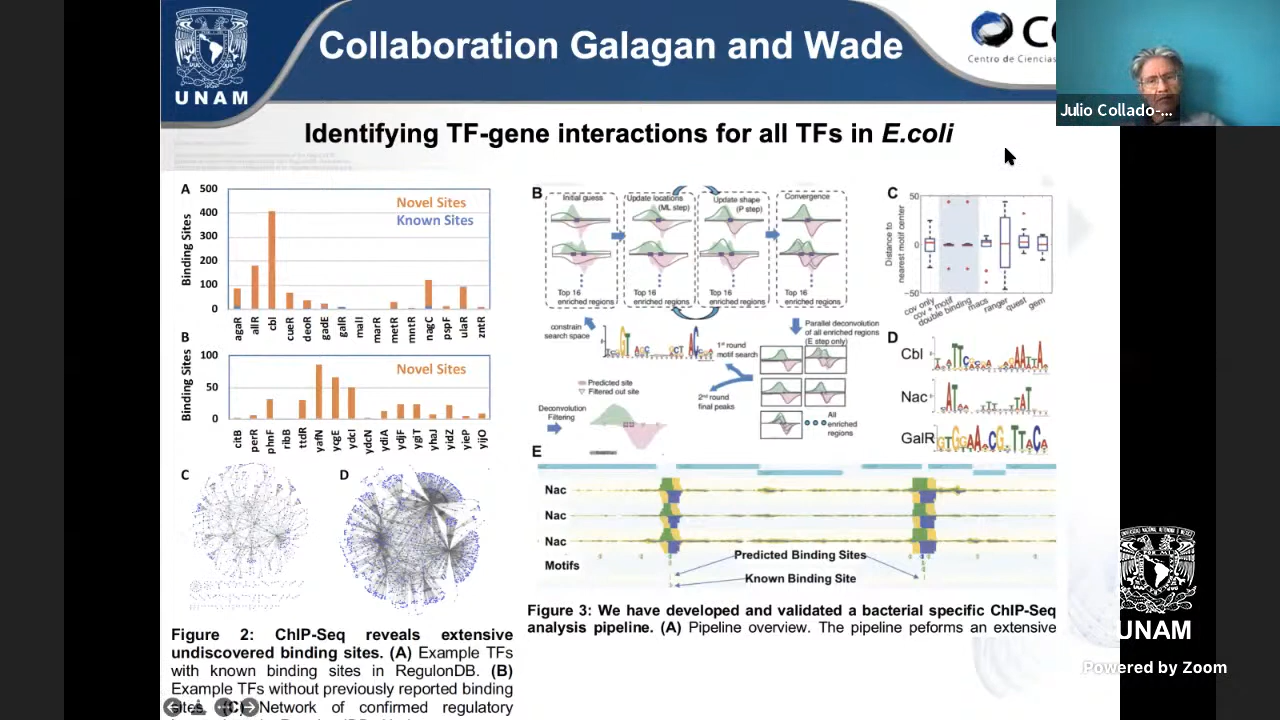 UNAM
Collaboration Galagan and Wade
Centro de Ciencias
Julio Collado-...
Identifying TF-gene interactions for all TFs in E.coli
A
500
400
300
200
100
0
Binding Sites
Novel Sites
Known Sites
agaR
allR
cbl
cueR
deoR
gadE
galR
malI
marR
metR
mntR
nagC
pspF
ulaR
zntR
B
100
50
0
Binding Sites
Novel Sites
citB
perR
phnF
ribB
ttdR
yafN
ycgE
ydcI
ydcN
ydiA
ydjF
ygiT
yhaJ
yidZ
yieP
yijO
C
D
Figure 2: ChIP-Seq reveals extensive
undiscovered binding sites. (A) Example TFs
with known binding sites in RegulonDB. (B)
Example TFs without previously reported binding
sites. (C) Network of confirmed regulatory
B
Initial guess
Update locations
(ML step)
Update shape
(P step)
Convergence
Top 16
enriched regions
Top 16
enriched regions
Top 16
enriched regions
Top 16
enriched regions
constrain
search space
1st round
motif search
Parallel deconvolution
of all enriched regions
(E step only)
Predicted site
Filtered out site
2nd round
final peaks
Deconvolution
Filtering
All
enriched
regions
C
50
0
−50
Distance to
nearest motif center
cov only
cov + motif
double binding
macs
ranger
quest
gem
D
Cbl
Nac
GalR
E
Nac
Nac
Nac
Motifs
Predicted Binding Sites
Known Binding Site
Figure 3: We have developed and validated a bacterial specific ChIP-Seq
analysis pipeline. (A) Pipeline overview. The pipeline peforms an extensive
UNAM
Powered by Zoom